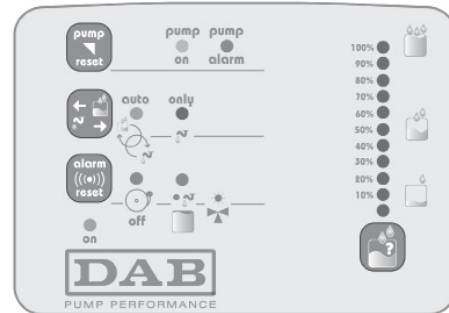 pump
reset
pump
on
pump
alarm
auto
only
alarm
reset
off
on
100%
90%
80%
70%
60%
50%
40%
30%
20%
10%
?
DAB
PUMP PERFORMANCE